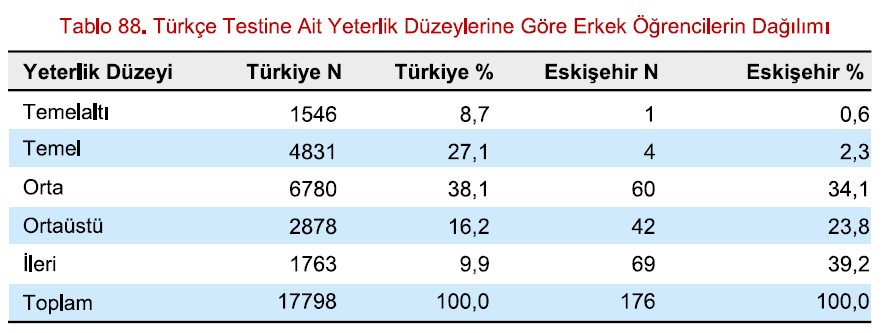 Tablo 88. Türkçe Testine Ait Yeterlik Düzeylerine Göre Erkek Öğrencilerin Dağılımı
Yeterlik Düzeyi Türkiye N Türkiye % Eskişehir N Eskişehir %
Temelaltı 1546 8,7 1 0,6
Temel 4831 27,1 4 2,3
Orta 6780 38,1 60 34,1
Ortaüstü 2878 16,2 42 23,8
İleri 1763 9,9 69 39,2
Toplam 17798 100,0 176 100,0